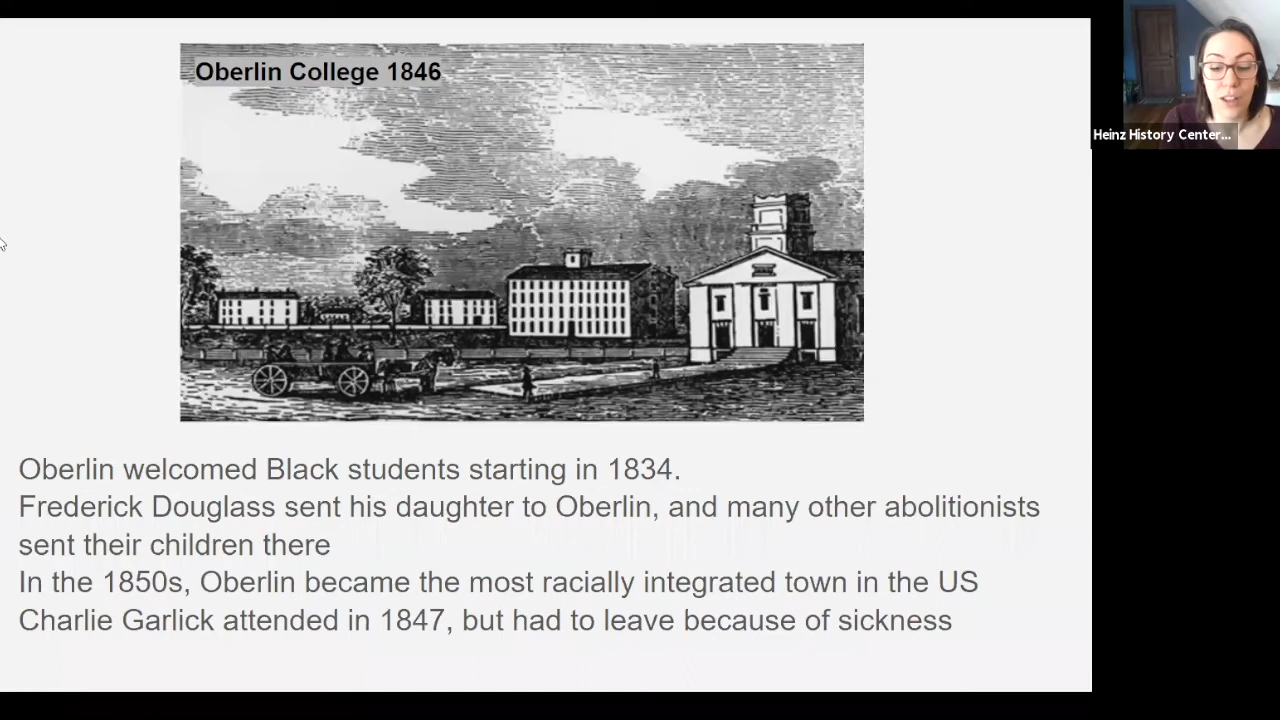 Oberlin College 1846
Heinz History Center...
Oberlin welcomed Black students starting in 1834.
Frederick Douglass sent his daughter to Oberlin, and many other abolitionists
sent their children there
In the 1850s, Oberlin became the most racially integrated town in the US
Charlie Garlick attended in 1847, but had to leave because of sickness